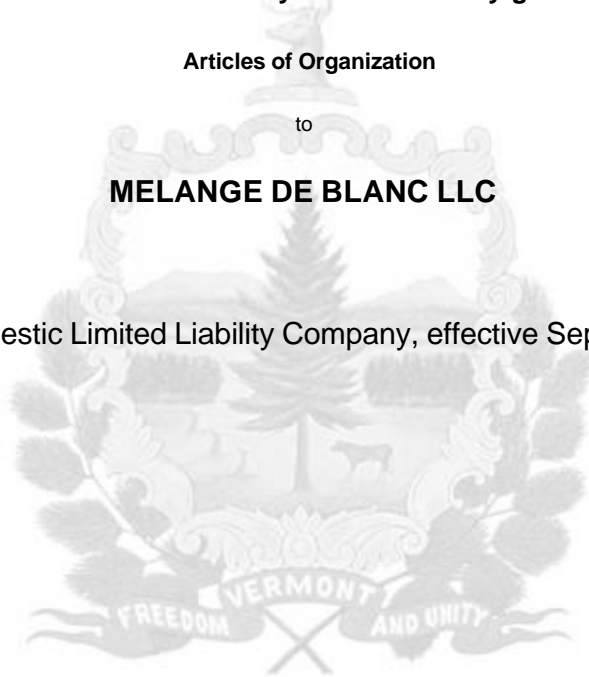 Articles of Organization
to
MELANGE DE BLANC LLC
estic Limited Liability Company, effective Sep
VERMONT
FREEDOM AND UNITY